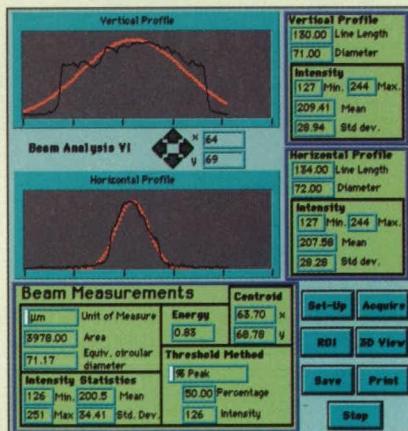 Vertical Profile
Beam Analysis VI
x 64
y 69
Horizontal Profile
Vertical Profile
130.00 Line Length
71.00 Diameter
Intensity
127 Min. 244 Max.
209.41 Mean
28.94 Std dev.
Horizontal Profile
134.00 Line Length
72.00 Diameter
Intensity
127 Min. 244 Max.
207.58 Mean
28.28 Std dev.
Beam Measurements
µm Unit of Measure
3978.00 Area
71.17 Equiv. circular
diameter
Intensity Statistics
126 Min. 200.5 Mean
251 Max 34.41 Std. Dev.
Energy
0.83
Centroid
63.70 x
68.78 y
Threshold Method
% Peak
50.00 Percentage
126 Intensity
Set-Up Acquire
ROI 3D View
Save Print
Stop